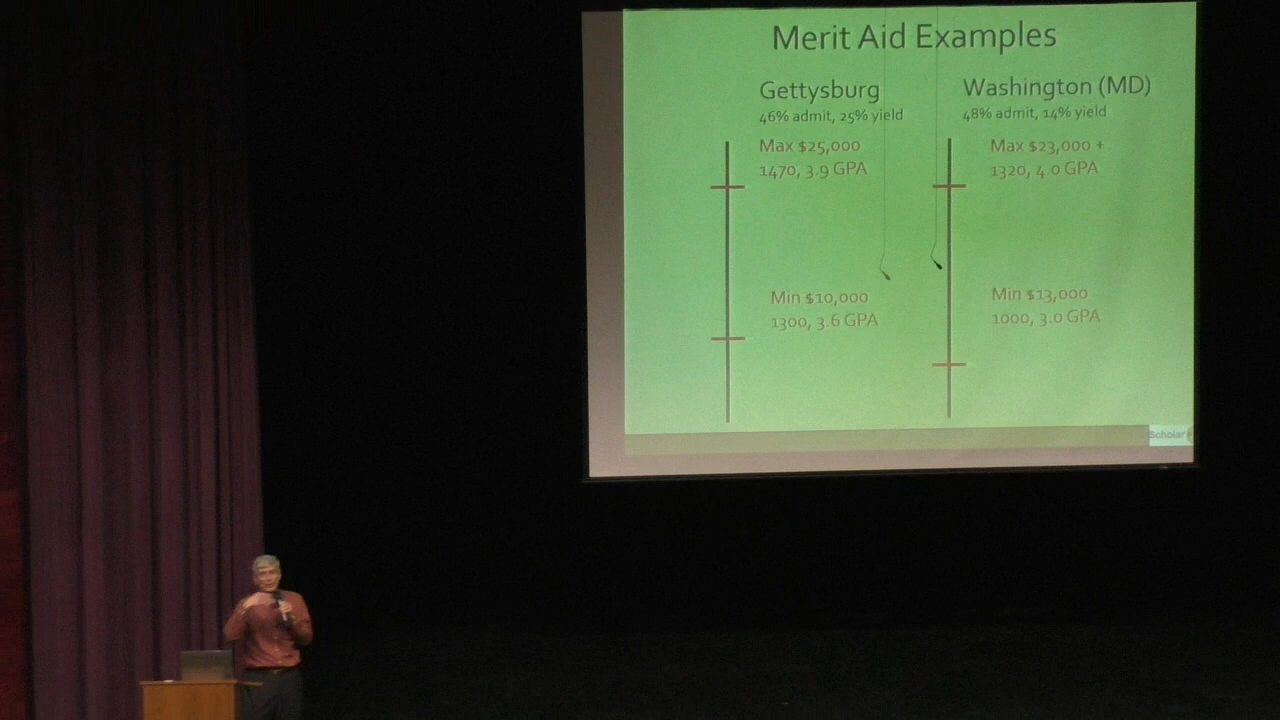 Merit Aid Examples
Gettysburg
46% admit, 25% yield
Max $25,000
1470, 3.9 GPA
Min $10,000
1300, 3.6 GPA
Washington (MD)
48% admit, 14% yield
Max $23,000 +
1320, 4.0 GPA
Min $13,000
1000, 3.0 GPA
Scholar